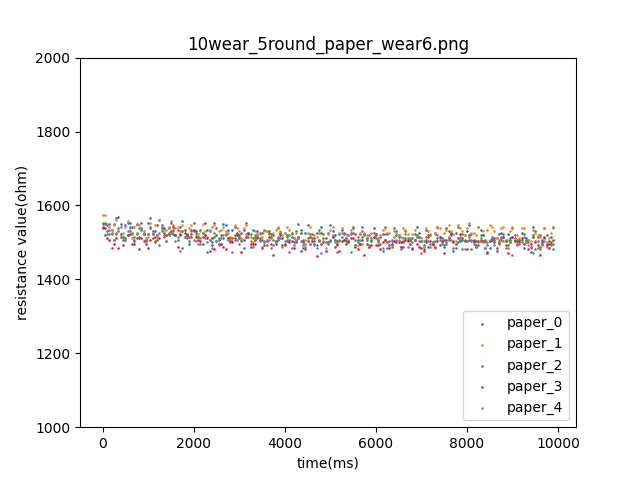 10wear_5round_paper_wear6.png
2000
1800
1600
1400
1200
1000
resistance value(ohm)
0
2000
4000
6000
8000
10000
time(ms)
paper_0
paper_1
paper_2
paper_3
paper_4